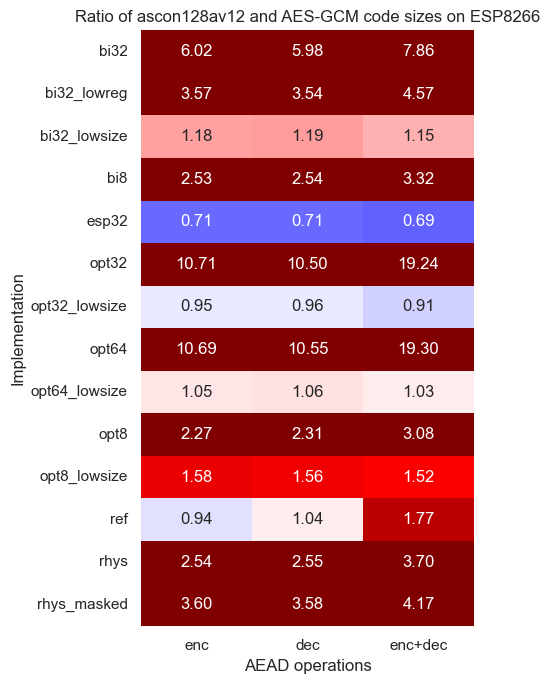 Ratio of ascon128av12 and AES-GCM code sizes on ESP8266
bi32 6.02 5.98 7.86
bi32_lowreg 3.57 3.54 4.57
bi32_lowsize 1.18 1.19 1.15
bi8 2.53 2.54 3.32
esp32 0.71 0.71 0.69
opt32 10.71 10.50 19.24
opt32_lowsize 0.95 0.96 0.91
opt64 10.69 10.55 19.30
opt64_lowsize 1.05 1.06 1.03
opt8 2.27 2.31 3.08
opt8_lowsize 1.58 1.56 1.52
ref 0.94 1.04 1.77
rhys 2.54 2.55 3.70
rhys_masked 3.60 3.58 4.17
enc dec enc+dec
AEAD operations
Implementation